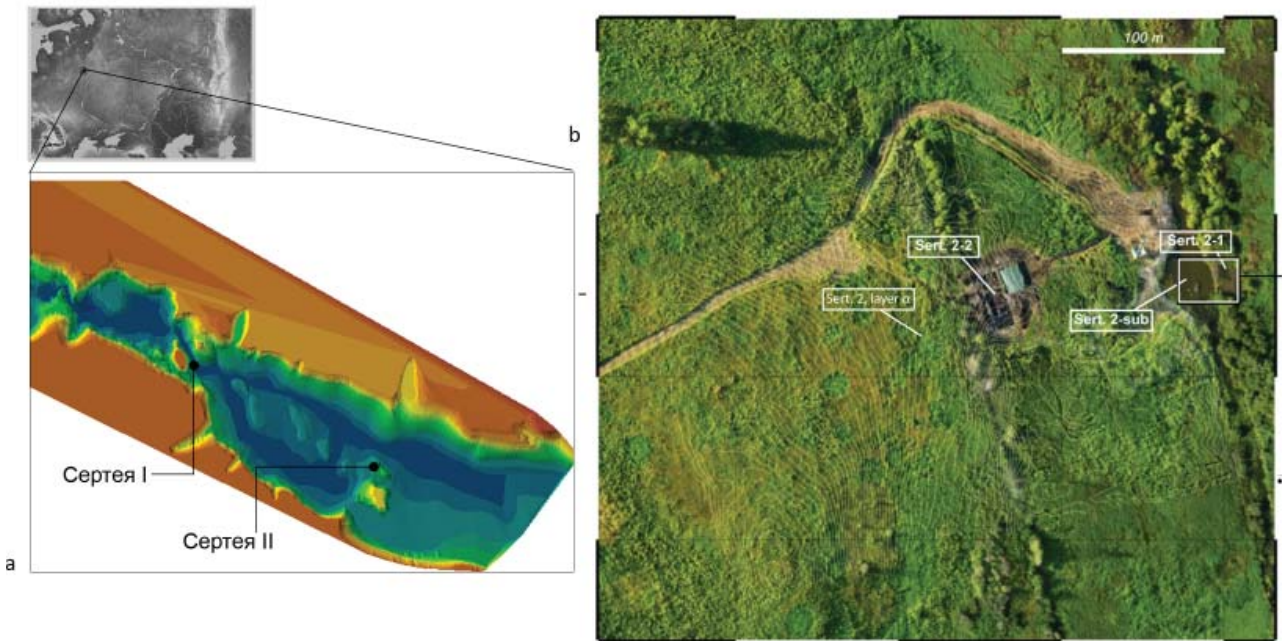 b
100 m
Sert. 2-2
Sert. 2-1
Sert. 2, layer α
Sert. 2-sub
Сертея I
Сертея II
a